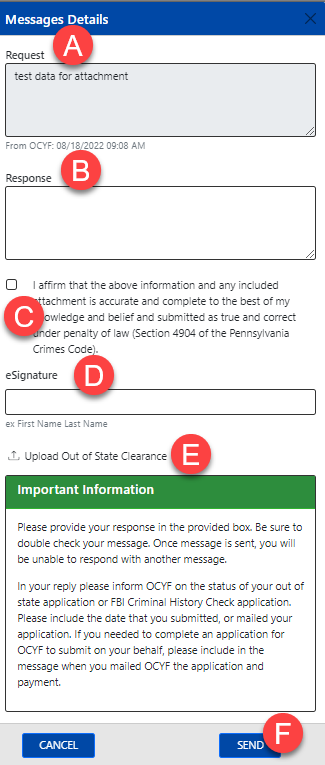 Messages Details
A
Request
test data for attachment
From OCYF: 08/18/2022 09:08 AM
B
Response
I affirm that the above information and any included
attachment is accurate and complete to the best of my
C
knowledge and belief and submitted as true and correct
under penalty of law (Section 4904 of the Pennsylvania
Crimes Code).
D
eSignature
ex First Name Last Name
Upload Out of State Clearance
E
Important Information
Please provide your response in the provided box. Be sure to
double check your message. Once message is sent, you will
be unable to respond with another message.
In your reply please inform OCYF on the status of your out of
state application or FBI Criminal History Check application.
Please include the date that you submitted, or mailed your
application. If you needed to complete an application for
OCYF to submit on your behalf, please include in the
message when you mailed OCYF the application and
payment.
F
CANCEL
SEND